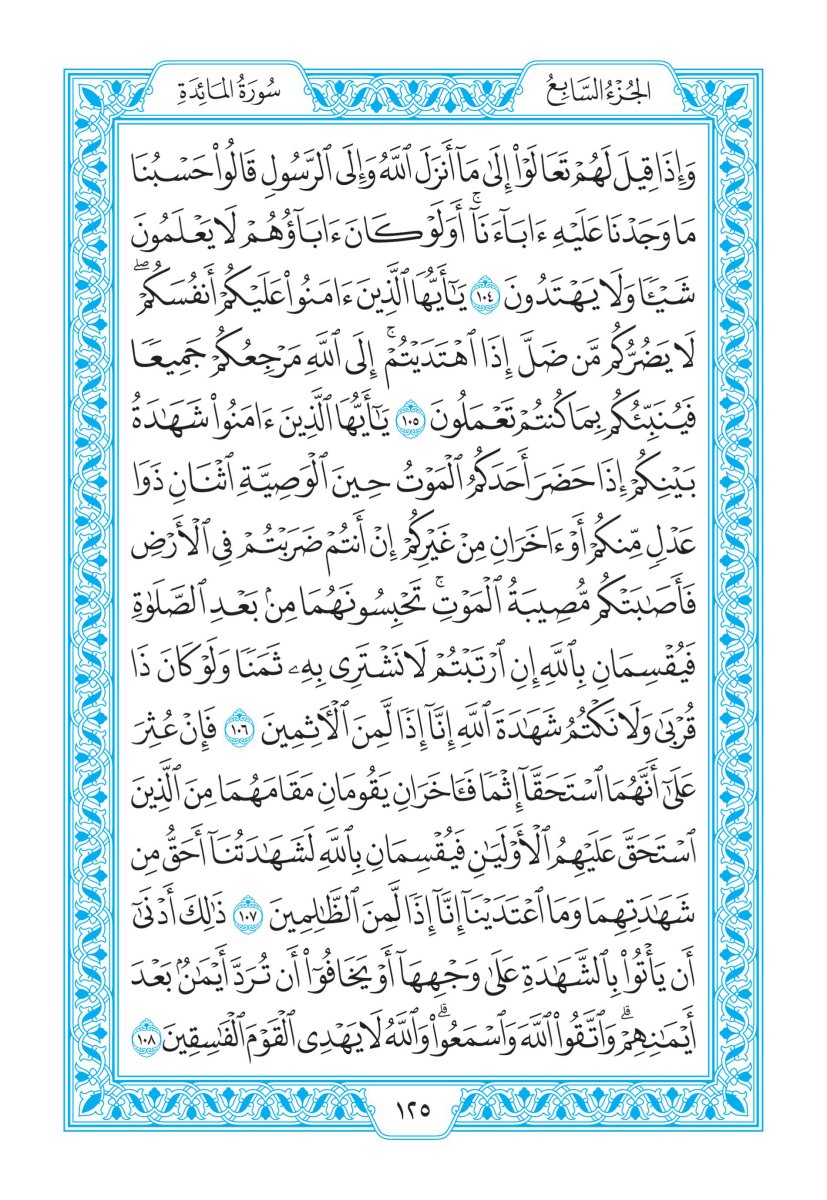 الجُزْءُ السَّابِعُ
سُورَةُ المَائِدَةِ
وَإِذَا قِيلَ لَهُمْ تَعَالَوْا۟ إِلَىٰ مَآ أَنزَلَ ٱللَّهُ وَإِلَى ٱلرَّسُولِ قَالُوا۟ حَسْبُنَا
مَا وَجَدْنَا عَلَيْهِ ءَابَآءَنَآ ۚ أَوَلَوْ كَانَ ءَابَآؤُهُمْ لَا يَعْلَمُونَ
شَيْـًٔا وَلَا يَهْتَدُونَ ١٠٤ يَـٰٓأَيُّهَا ٱلَّذِينَ ءَامَنُوا۟ عَلَيْكُمْ أَنفُسَكُمْ ۖ
لَا يَضُرُّكُم مَّن ضَلَّ إِذَا ٱهْتَدَيْتُمْ ۚ إِلَى ٱللَّهِ مَرْجِعُكُمْ جَمِيعًا
فَيُنَبِّئُكُم بِمَا كُنتُمْ تَعْمَلُونَ ١٠٥ يَـٰٓأَيُّهَا ٱلَّذِينَ ءَامَنُوا۟ شَهَـٰدَةُ
بَيْنِكُمْ إِذَا حَضَرَ أَحَدَكُمُ ٱلْمَوْتُ حِينَ ٱلْوَصِيَّةِ ٱثْنَانِ ذَوَا
عَدْلٍ مِّنكُمْ أَوْ ءَاخَرَانِ مِنْ غَيْرِكُمْ إِنْ أَنتُمْ ضَرَبْتُمْ فِى ٱلْأَرْضِ
فَأَصَـٰبَتْكُم مُّصِيبَةُ ٱلْمَوْتِ ۚ تَحْبِسُونَهُمَا مِنۢ بَعْدِ ٱلصَّلَوٰةِ
فَيُقْسِمَانِ بِٱللَّهِ إِنِ ٱرْتَبْتُمْ لَا نَشْتَرِى بِهِۦ ثَمَنًا وَلَوْ كَانَ ذَا
قُرْبَىٰ وَلَا نَكْتُمُ شَهَـٰدَةَ ٱللَّهِ إِنَّآ إِذًا لَّمِنَ ٱلْـَٔاثِمِينَ ١٠٦ فَإِنْ عُثِرَ
عَلَىٰٓ أَنَّهُمَا ٱسْتَحَقَّآ إِثْمًا فَـَٔاخَرَانِ يَقُومَانِ مَقَامَهُمَا مِنَ ٱلَّذِينَ
ٱسْتَحَقَّ عَلَيْهِمُ ٱلْأَوْلَيَـٰنِ فَيُقْسِمَانِ بِٱللَّهِ لَشَهَـٰدَتُنَآ أَحَقُّ مِن
شَهَـٰدَتِهِمَا وَمَا ٱعْتَدَيْنَآ إِنَّآ إِذًا لَّمِنَ ٱلظَّـٰلِمِينَ ١٠٧ ذَٰلِكَ أَدْنَىٰٓ
أَن يَأْتُوا۟ بِٱلشَّهَـٰدَةِ عَلَىٰ وَجْهِهَآ أَوْ يَخَافُوٓا۟ أَن تُرَدَّ أَيْمَـٰنٌۢ بَعْدَ
أَيْمَـٰنِهِمْ ۗ وَٱتَّقُوا۟ ٱللَّهَ وَٱسْمَعُوا۟ ۗ وَٱللَّهُ لَا يَهْدِى ٱلْقَوْمَ ٱلْفَـٰسِقِينَ ١٠٨
١٢٥